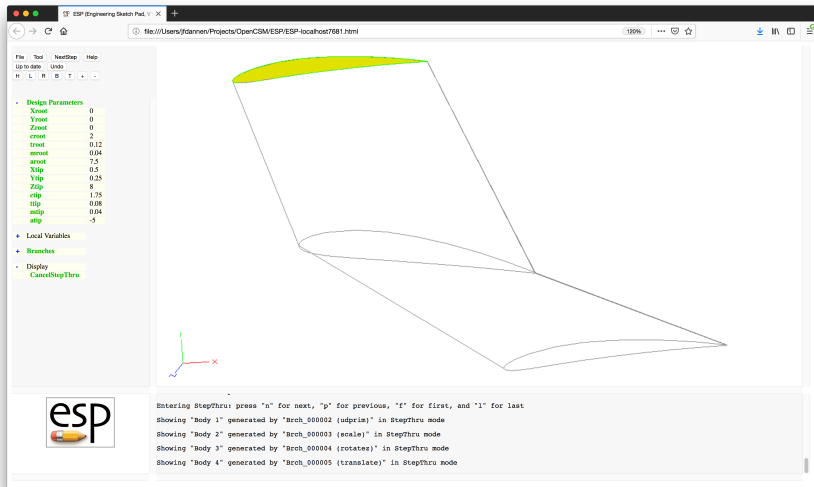 ESP (Engineering Sketch Pad, V
file:///Users/jfdannen/Projects/OpenCSM/ESP/ESP-localhost7681.html
120%
File Tool NextStep Help
Up to date Undo
H L R B T + -
- Design Parameters
Xroot 0
Yroot 0
Zroot 0
croot 2
troot 0.12
mroot 0.04
aroot 7.5
Xtip 0.5
Ytip 0.25
Ztip 8
ctip 1.75
ttip 0.08
mtip 0.04
atip -5
+ Local Variables
+ Branches
- Display
CancelStepThru
X
esp
Entering StepThru: press "n" for next, "p" for previous, "f" for first, and "l" for last
Showing "Body 1" generated by "Brch_000002 (udprim)" in StepThru mode
Showing "Body 2" generated by "Brch_000003 (scale)" in StepThru mode
Showing "Body 3" generated by "Brch_000004 (rotatez)" in StepThru mode
Showing "Body 4" generated by "Brch_000005 (translate)" in StepThru mode